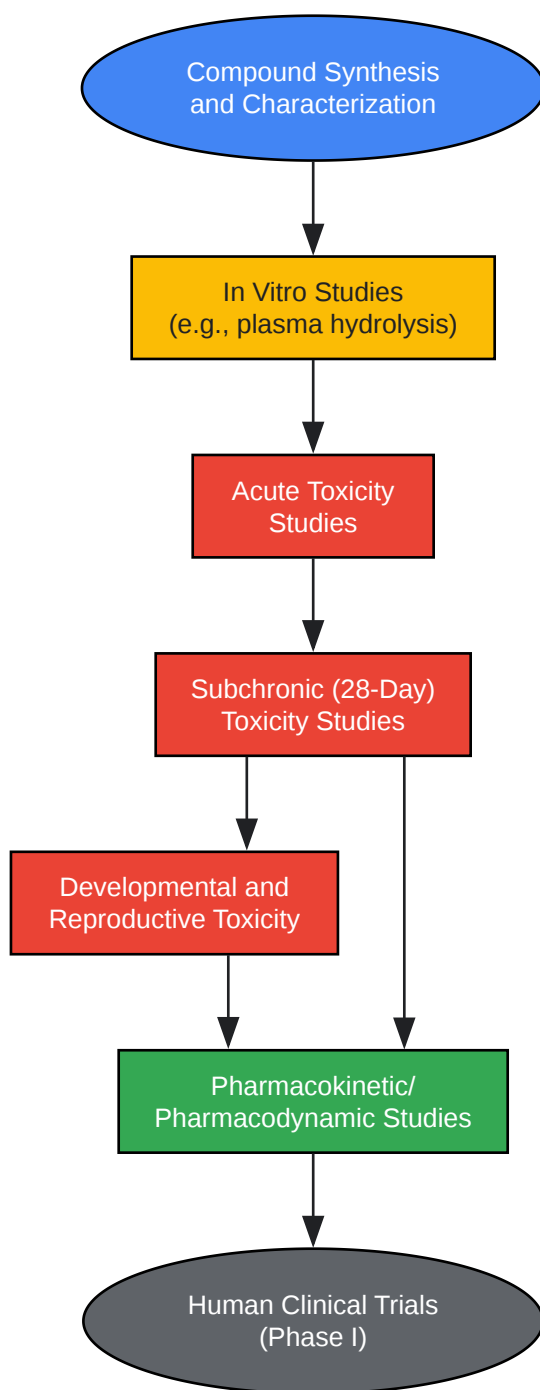 Compound Synthesis
and Characterization
In Vitro Studies
(e.g., plasma hydrolysis)
Acute Toxicity
Studies
Subchronic (28-Day)
Toxicity Studies
Developmental and
Reproductive Toxicity
Pharmacokinetic/
Pharmacodynamic Studies
Human Clinical Trials
(Phase I)